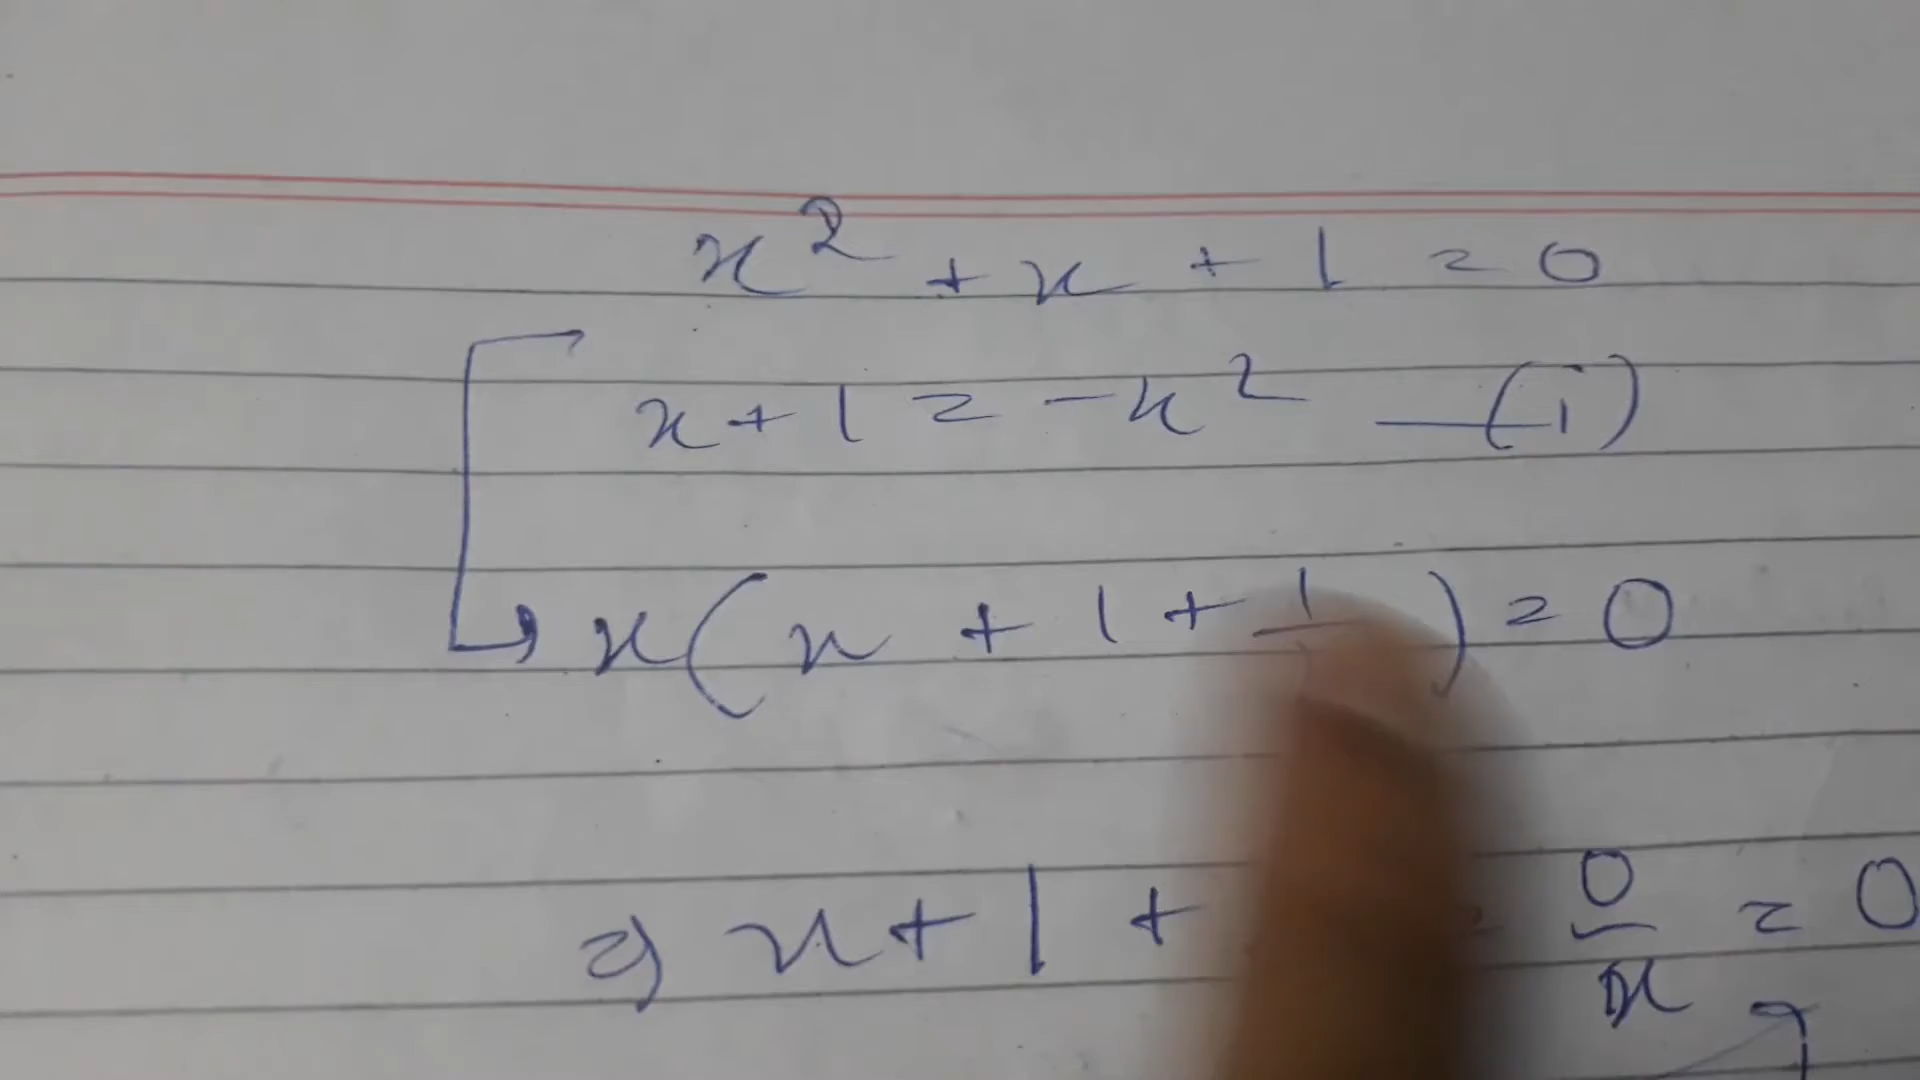 x² + x + 1 = 0
x + 1 = -x² —(i)
x(x + 1 + 1/ ) = 0
⇒ x + 1 + = 0/x = 0